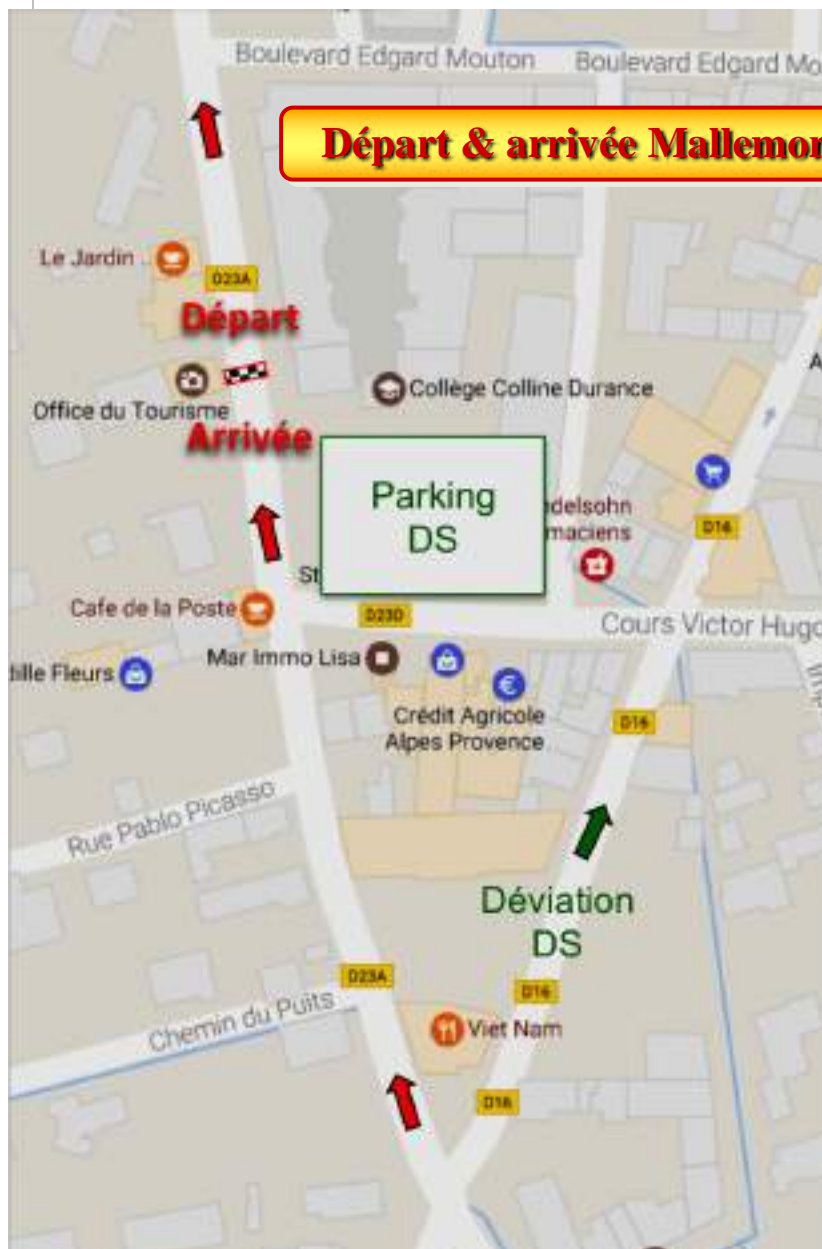 Boulevard Edgard Mouton
Boulevard Edgard Mo
Départ & arrivée Mallemor
Le Jardin
D23A
Départ
Office du Tourisme
Collège Colline Durance
Arrivée
Parking
DS
delsohn
maciens
D16
St
Cafe de la Poste
D23D
Cours Victor Hugo
Mar Immo Lisa
ille Fleurs
Crédit Agricole
Alpes Provence
D16
Rue Pablo Picasso
Déviation
DS
D23A
D16
Chemin du Puits
Viet Nam
D16